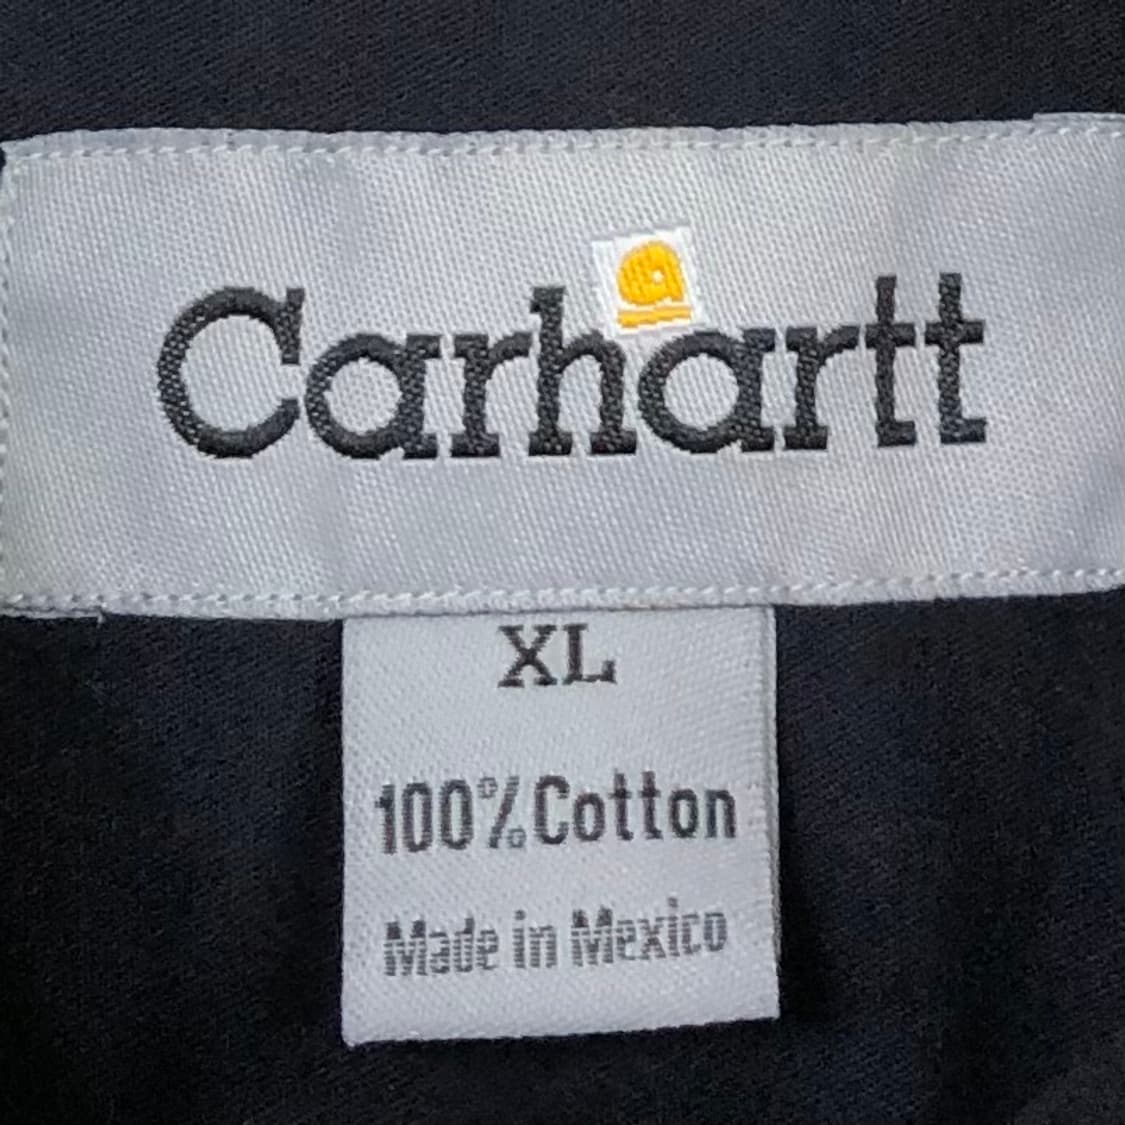 Carhartt
XL
100% Cotton
Made in Mexico